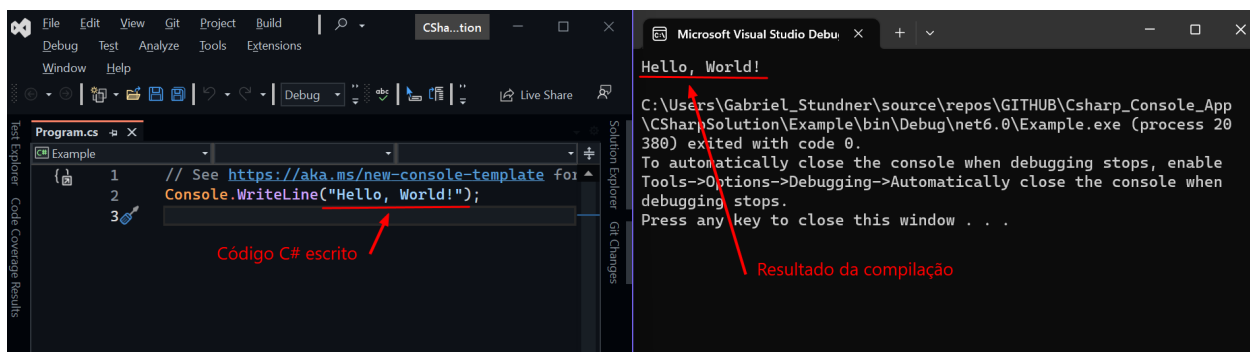 File Edit View Git Project Build CSha...tion
Debug Test Analyze Tools Extensions
Window Help
Debug abc Live Share
Program.cs
Example
1 // See https://aka.ms/new-console-template for
2 Console.WriteLine("Hello, World!");
3
Código C# escrito
Test Explorer
Code Coverage Results
Solution Explorer
Git Changes
Microsoft Visual Studio Debu
Hello, World!
C:\Users\Gabriel_Stundner\source\repos\GITHUB\Csharp_Console_App
\CSharpSolution\Example\bin\Debug\net6.0\Example.exe (process 20
380) exited with code 0.
To automatically close the console when debugging stops, enable
Tools->Options->Debugging->Automatically close the console when
debugging stops.
Press any key to close this window . . .
Resultado da compilação